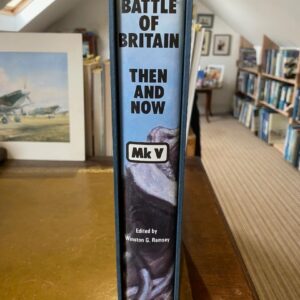 BATTLE
OF
BRITAIN
THEN
AND
NOW
Mk V
Edited by
Winston G. Ramsey